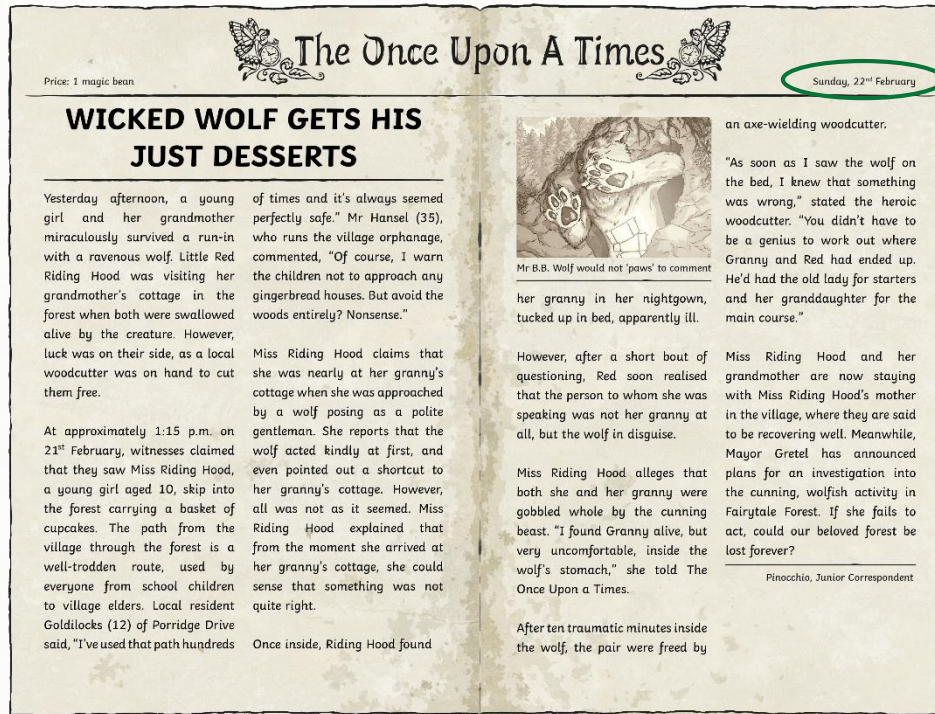 The Once Upon A Times
Price: 1 magic bean
Sunday, 22nd February
WICKED WOLF GETS HIS
JUST DESSERTS
Yesterday afternoon, a young
girl and her grandmother
miraculously survived a run-in
with a ravenous wolf. Little Red
Riding Hood was visiting her
grandmother's cottage in the
forest when both were swallowed
alive by the creature. However,
luck was on their side, as a local
woodcutter was on hand to cut
them free.
At approximately 1:15 p.m. on
21st February, witnesses claimed
that they saw Miss Riding Hood,
a young girl aged 10, skip into
the forest carrying a basket of
cupcakes. The path from the
village through the forest is a
well-trodden route, used by
everyone from school children
to village elders. Local resident
Goldilocks (12) of Porridge Drive
said, "I've used that path hundreds
of times and it's always seemed
perfectly safe." Mr Hansel (35),
who runs the village orphanage,
commented, "Of course, I warn
the children not to approach any
gingerbread houses. But avoid the
woods entirely? Nonsense."
Miss Riding Hood claims that
she was nearly at her granny's
cottage when she was approached
by a wolf posing as a polite
gentleman. She reports that the
wolf acted kindly at first, and
even pointed out a shortcut to
her granny's cottage. However,
all was not as it seemed. Miss
Riding Hood explained that
from the moment she arrived at
her granny's cottage, she could
sense that something was not
quite right.
Once inside, Riding Hood found
Mr B.B. Wolf would not 'paws' to comment
her granny in her nightgown,
tucked up in bed, apparently ill.
However, after a short bout of
questioning, Red soon realised
that the person to whom she was
speaking was not her granny at
all, but the wolf in disguise.
Miss Riding Hood alleges that
both she and her granny were
gobbled whole by the cunning
beast. "I found Granny alive, but
very uncomfortable, inside the
wolf's stomach," she told The
Once Upon a Times.
After ten traumatic minutes inside
the wolf, the pair were freed by
an axe-wielding woodcutter.
"As soon as I saw the wolf on
the bed, I knew that something
was wrong," stated the heroic
woodcutter. "You didn't have to
be a genius to work out where
Granny and Red had ended up.
He'd had the old lady for starters
and her granddaughter for the
main course."
Miss Riding Hood and her
grandmother are now staying
with Miss Riding Hood's mother
in the village, where they are said
to be recovering well. Meanwhile,
Mayor Gretel has announced
plans for an investigation into
the cunning, wolfish activity in
Fairytale Forest. If she fails to
act, could our beloved forest be
lost forever?
Pinocchio, Junior Correspondent